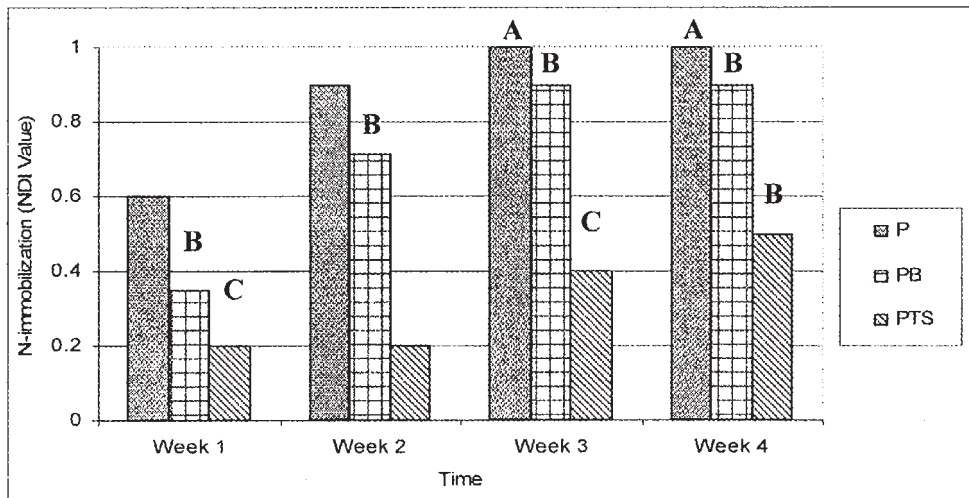 N-immobilization (NDI Value)
1
0.8
0.6
0.4
0.2
0
B
C
B
A
B
C
A
B
B
Week 1
Week 2
Week 3
Week 4
Time
P
PB
PTS